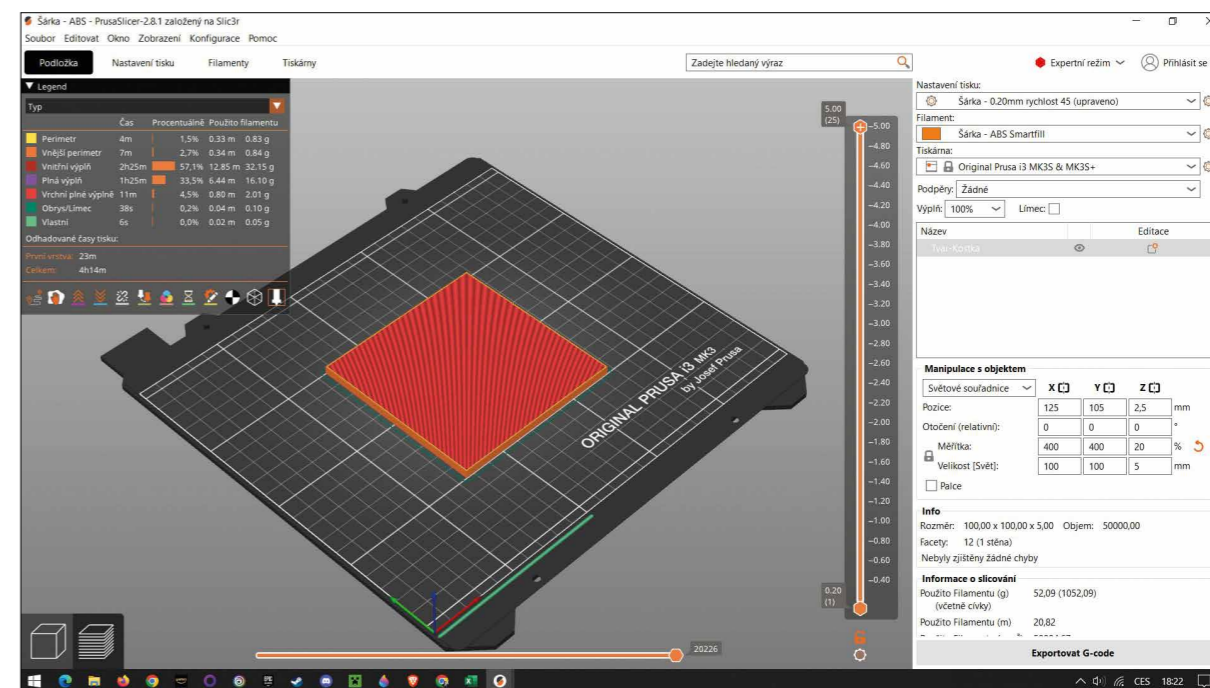 Šárka - ABS - PrusaSlicer-2.8.1 založený na Slic3r
Soubor Editovat Okno Zobrazení Konfigurace Pomoc
Podložka Nastavení tisku Filamenty Tiskárny Zadejte hledaný výraz Expertní režim Přihlásit se
Legend
Typ
Čas Procentuálně Použito filamentu
Perimetr 4m 1,5% 0.33 m 0.83 g
Vnější perimetr 7m 2,7% 0.34 m 0.84 g
Vnitřní výplň 2h25m 57,1% 12.85 m 32.15 g
Plná výplň 1h25m 33,5% 6.44 m 16.10 g
Vrchní plné výplně 11m 4,5% 0.80 m 2.01 g
Obrys/Límec 38s 0,2% 0.04 m 0.10 g
Vlastní 6s 0,0% 0.02 m 0.05 g
Odhadované časy tisku:
První vrstva: 23m
Celkem: 4h14m
ORIGINAL PRUSA i3 MK3
by Josef Prusa
5.00
(25)
5.00
4.80
4.60
4.40
4.20
4.00
3.80
3.60
3.40
3.20
3.00
2.80
2.60
2.40
2.20
2.00
1.80
1.60
1.40
1.20
1.00
0.80
0.60
0.40
0.20
(1)
20226
Nastavení tisku:
Šárka - 0.20mm rychlost 45 (upraveno)
Filament:
Šárka - ABS Smartfill
Tiskárna:
Original Prusa i3 MK3S & MK3S+
Podpěry: Žádné
Výplň: 100% Límec:
Název Editace
Tvar-Kostka
Manipulace s objektem
Světové souřadnice X Y Z
Pozice: 125 105 2,5 mm
Otočení (relativní): 0 0 0 °
Měřítka: 400 400 20 %
Velikost [Svět]: 100 100 5 mm
Palce
Info
Rozměr: 100,00 x 100,00 x 5,00 Objem: 50000,00
Facety: 12 (1 stěna)
Nebyly zjištěny žádné chyby
Informace o slicování
Použito Filamentu (g) 52,09 (1052,09)
(včetně cívky)
Použito Filamentu (m) 20,82
Exportovat G-code
CES 18:22